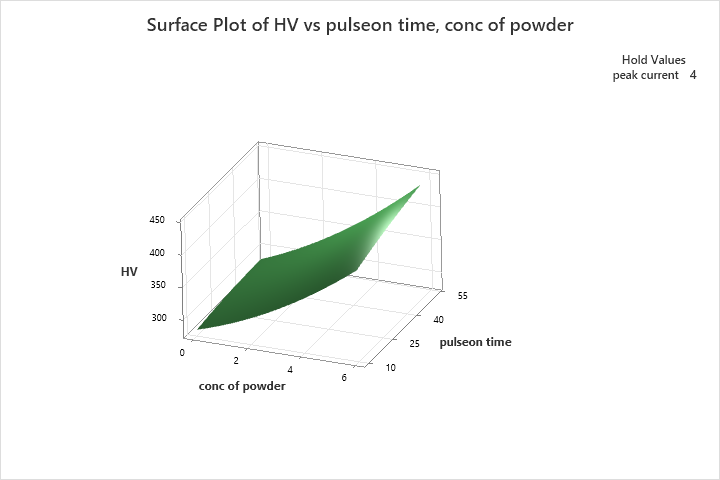 Surface Plot of HV vs pulseon time, conc of powder
Hold Values
peak current 4
450
400
350
300
HV
0
2
4
6
conc of powder
10
25
40
55
pulseon time